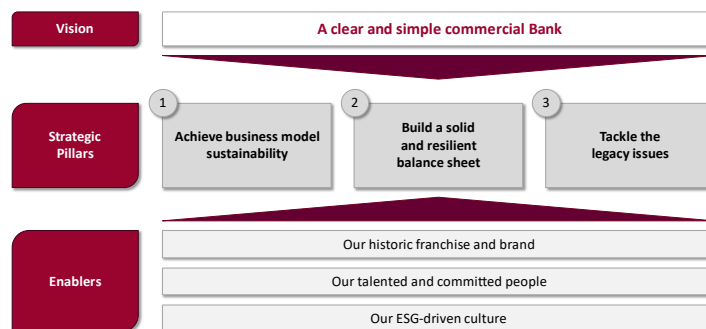 Vision
A clear and simple commercial Bank
Strategic
Pillars
1
Achieve business model
sustainability
2
Build a solid
and resilient
balance sheet
3
Tackle the
legacy issues
Enablers
Our historic franchise and brand
Our talented and committed people
Our ESG-driven culture